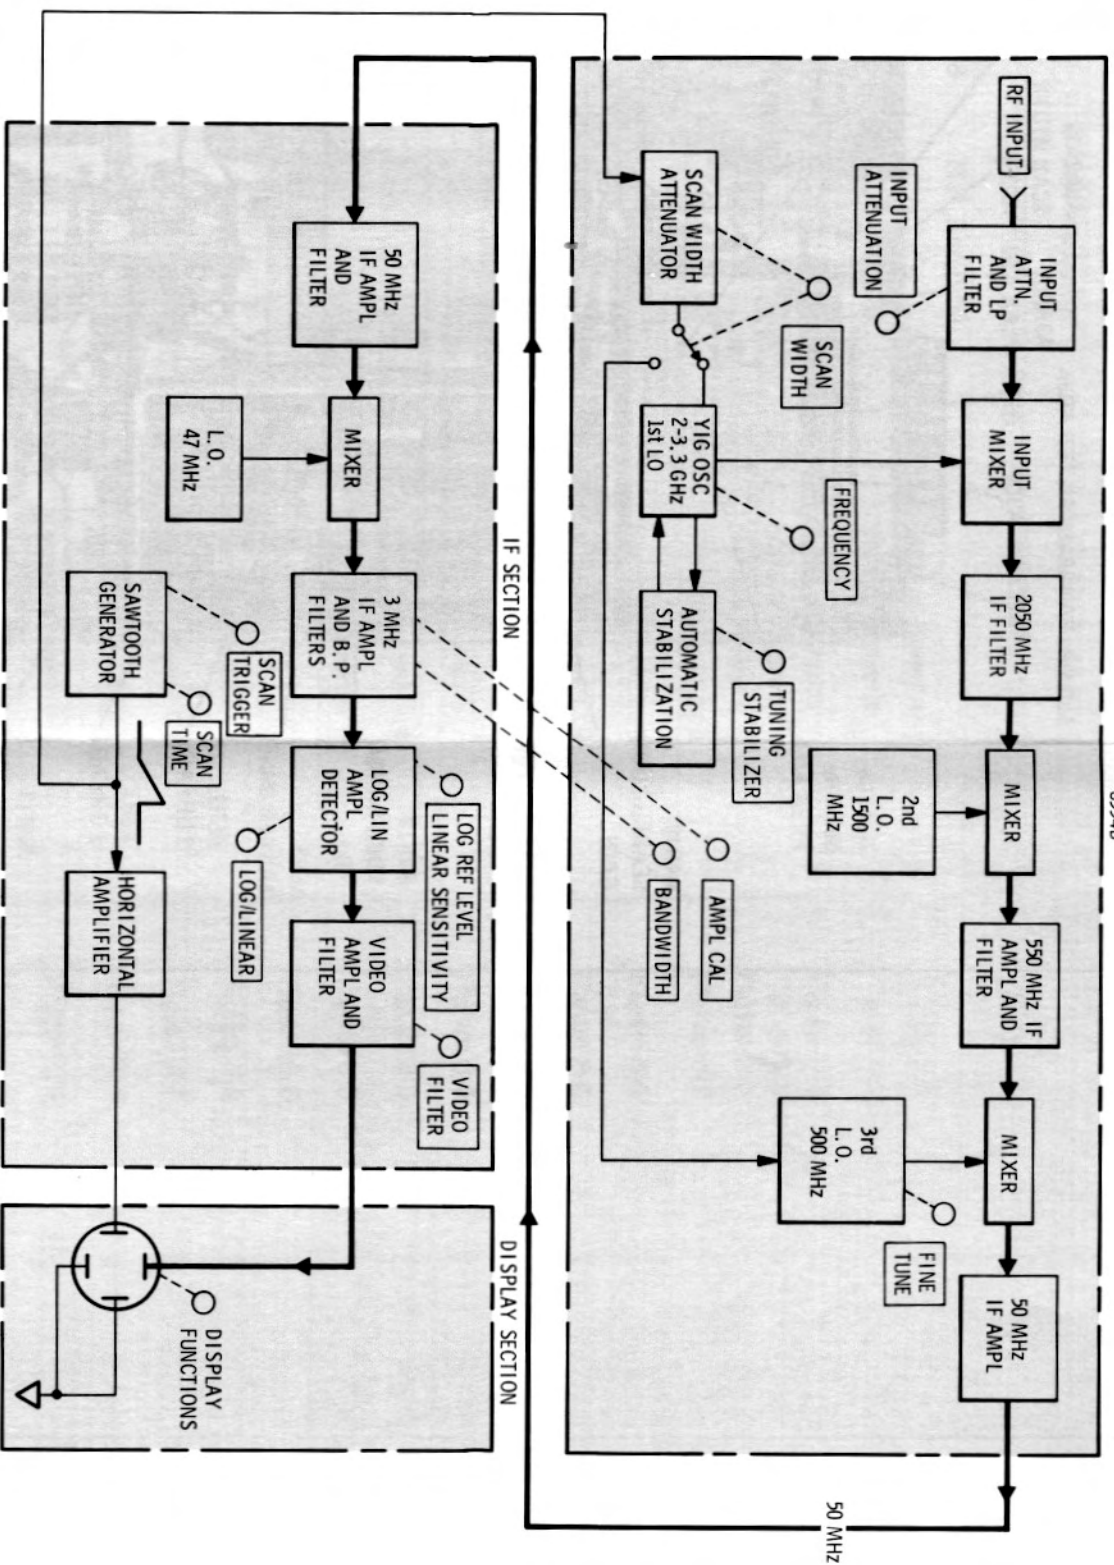 8554B
RF INPUT
INPUT
ATTN.
AND LP
FILTER
INPUT
MIXER
2050 MHz
IF FILTER
MIXER
550 MHz IF
AMPL AND
FILTER
MIXER
50 MHz
IF AMPL
INPUT
ATTENUATION
2nd
L.O.
1500
MHz
3rd
L.O.
500 MHz
FINE
TUNE
50 MHz
SCAN
WIDTH
FREQUENCY
TUNING
STABILIZER
AMPL CAL
BANDWIDTH
SCAN WIDTH
ATTENUATOR
YIG OSC
2-3.3 GHz
1st LO
AUTOMATIC
STABILIZATION
IF SECTION
DISPLAY SECTION
LOG REF LEVEL
LINEAR SENSITIVITY
VIDEO
FILTER
50 MHz
IF AMPL
AND
FILTER
MIXER
3 MHz
IF AMPL
AND B.P.
FILTERS
LOG/LIN
AMPL
DETECTOR
VIDEO
AMPL AND
FILTER
L.O.
47 MHz
SCAN
TRIGGER
SCAN
TIME
LOG/LINEAR
DISPLAY
FUNCTIONS
SAWTOOTH
GENERATOR
HORIZONTAL
AMPLIFIER